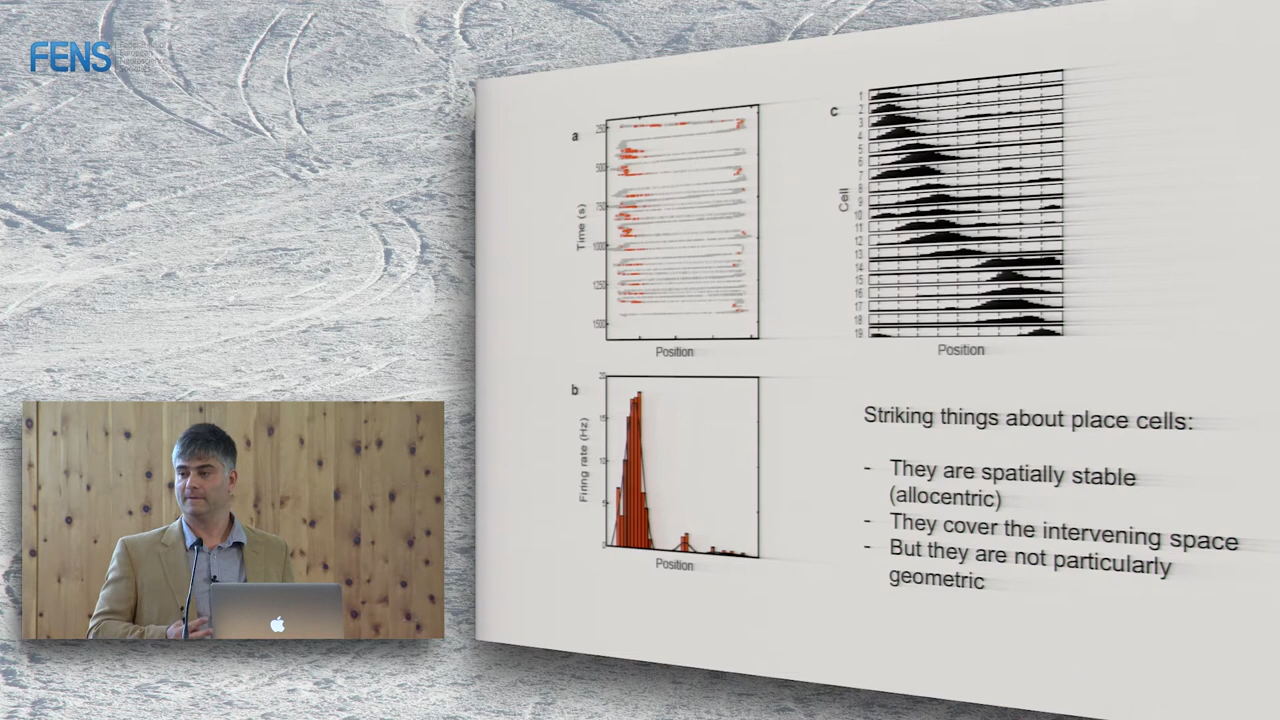 FENS
a
250
500
750
1000
1250
1500
Time (s)
Position
b
20
15
10
5
0
Firing rate (Hz)
Position
c
1
2
3
4
5
6
7
8
9
10
11
12
13
14
15
16
17
18
19
Cell
Position
Striking things about place cells:
- They are spatially stable
(allocentric)
- They cover the intervening space
- But they are not particularly
geometric